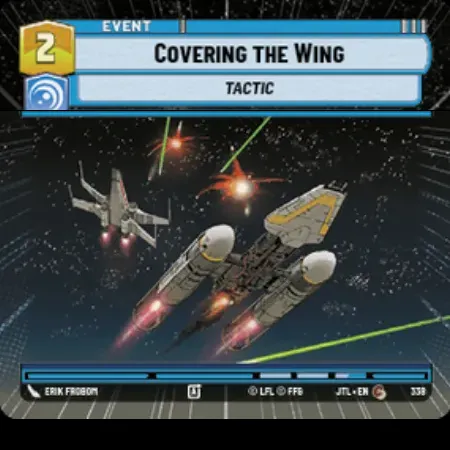 EVENT
2
COVERING THE WING
TACTIC
ERIK FROBOM
© LFL © FFG
JTL • EN
338